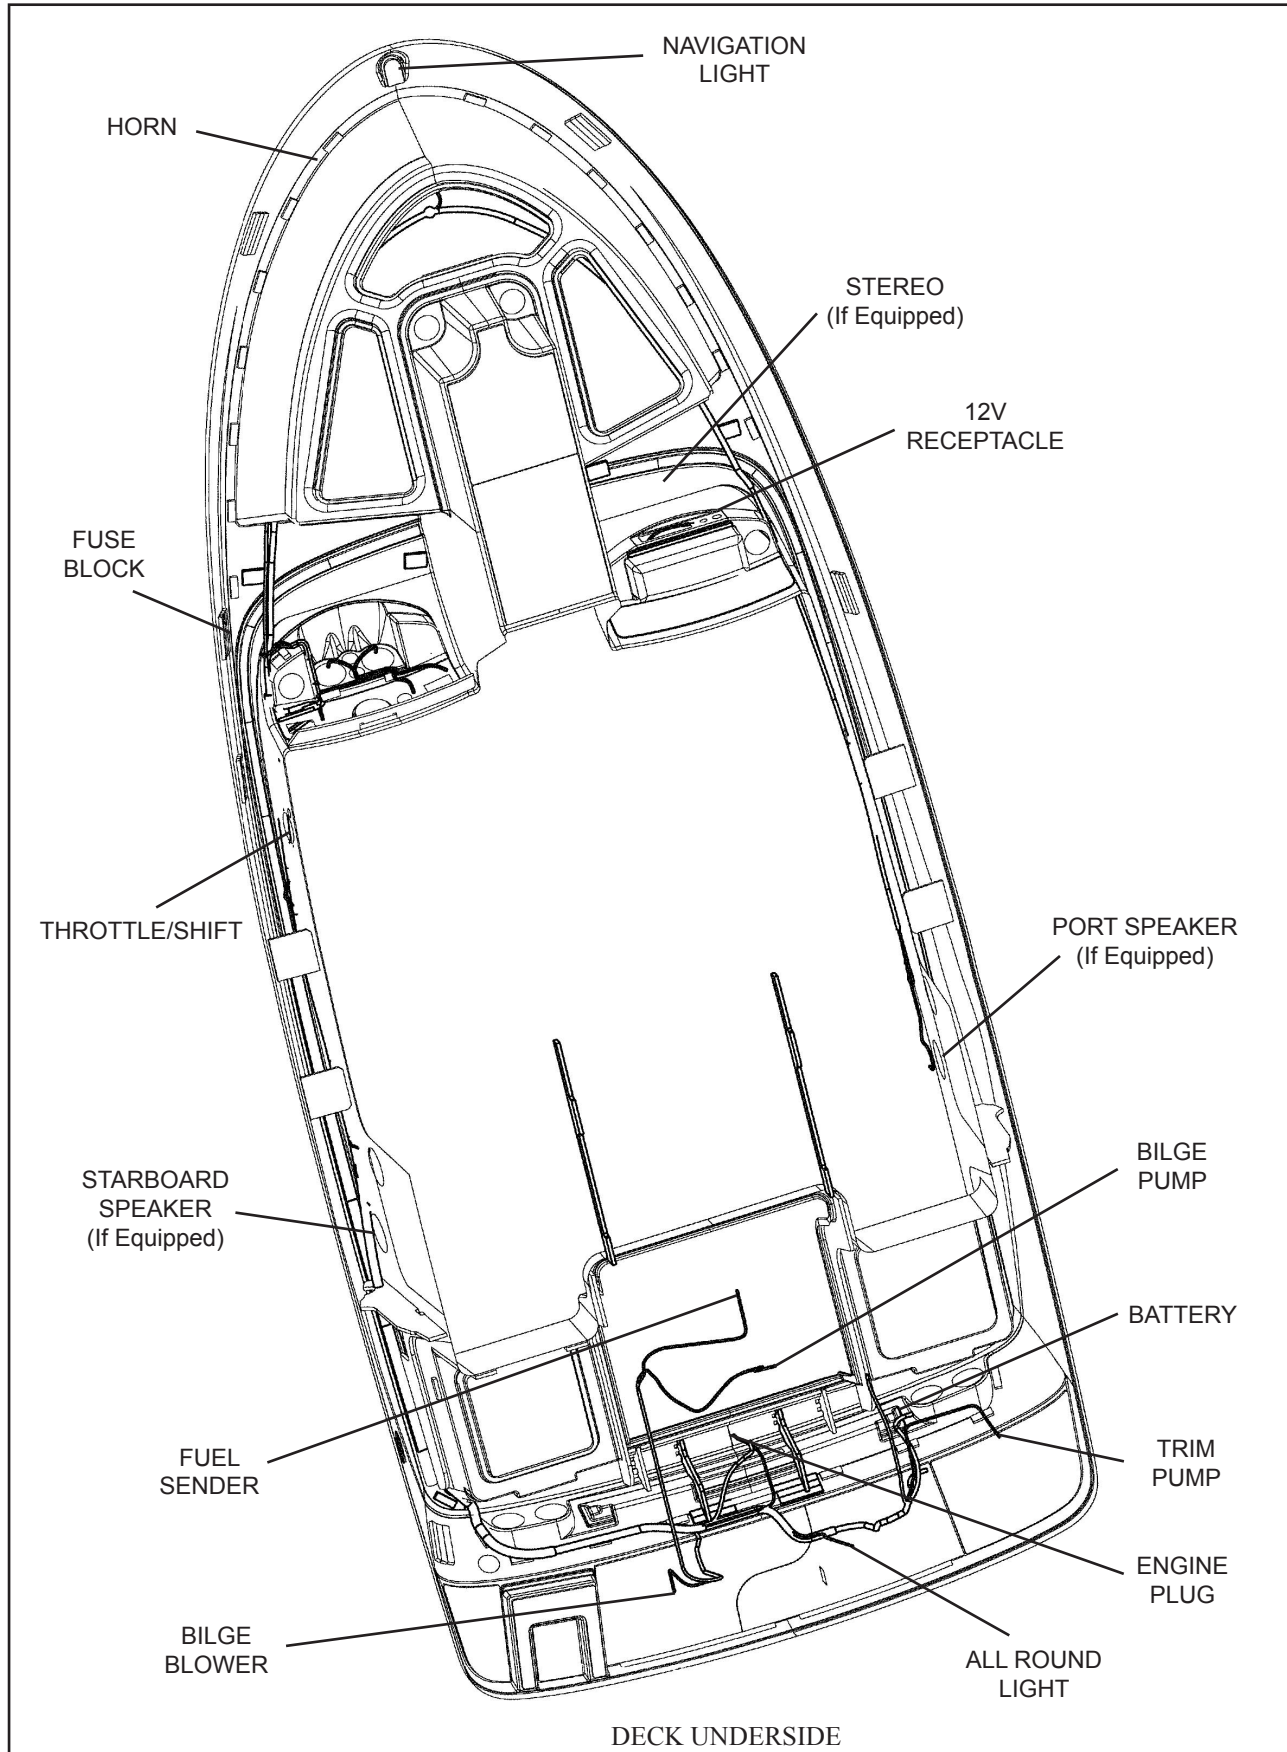 NAVIGATION
LIGHT
HORN
STEREO
(If Equipped)
12V
RECEPTACLE
FUSE
BLOCK
THROTTLE/SHIFT
PORT SPEAKER
(If Equipped)
STARBOARD
SPEAKER
(If Equipped)
BILGE
PUMP
BATTERY
FUEL
SENDER
TRIM
PUMP
ENGINE
PLUG
BILGE
BLOWER
ALL ROUND
LIGHT
DECK UNDERSIDE